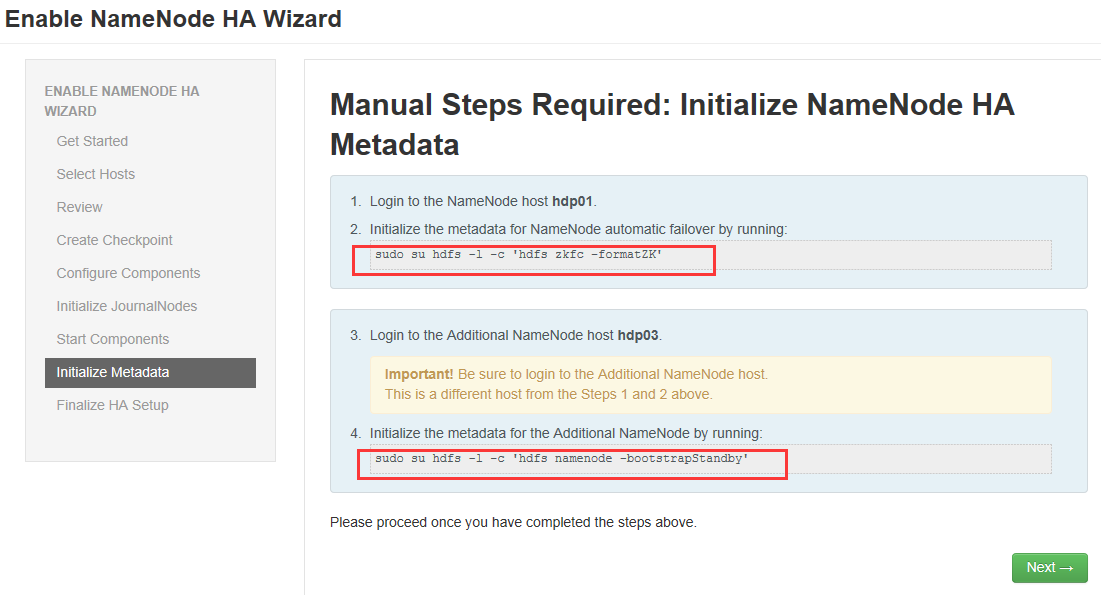 Enable NameNode HA Wizard
ENABLE NAMENODE HA
WIZARD
Get Started
Select Hosts
Review
Create Checkpoint
Configure Components
Initialize JournalNodes
Start Components
Initialize Metadata
Finalize HA Setup
Manual Steps Required: Initialize NameNode HA
Metadata
1. Login to the NameNode host hdp01.
2. Initialize the metadata for NameNode automatic failover by running:
sudo su hdfs -l -c 'hdfs zkfc -formatZK'
3. Login to the Additional NameNode host hdp03.
Important! Be sure to login to the Additional NameNode host.
This is a different host from the Steps 1 and 2 above.
4. Initialize the metadata for the Additional NameNode by running:
sudo su hdfs -l -c 'hdfs namenode -bootstrapStandby'
Please proceed once you have completed the steps above.
Next →